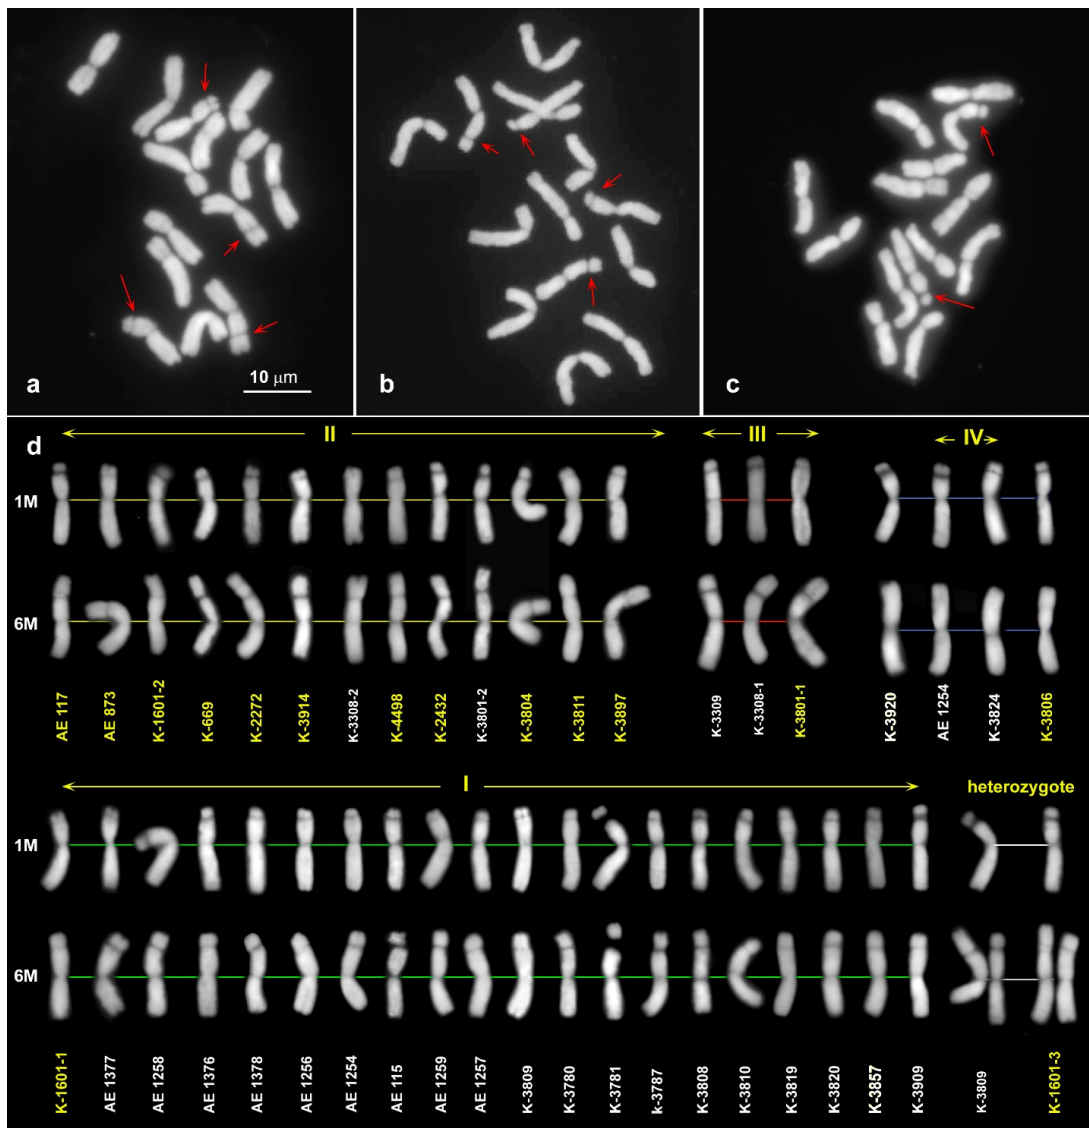 a
10 µm
b
c
d
II
III
IV
1M
6M
AE 117
AE 873
K-1601-2
K-669
K-2272
K-3914
K-3308-2
K-4498
K-2432
K-3801-2
K-3804
K-3811
K-3897
K-3309
K-3308-1
K-3801-1
K-3920
AE 1254
K-3824
K-3806
I
heterozygote
1M
6M
K-1601-1
AE 1377
AE 1258
AE 1376
AE 1378
AE 1256
AE 1254
AE 115
AE 1259
AE 1257
K-3809
K-3780
K-3781
k-3787
K-3808
K-3810
K-3819
K-3820
K-3857
K-3909
K-3809
K-1601-3